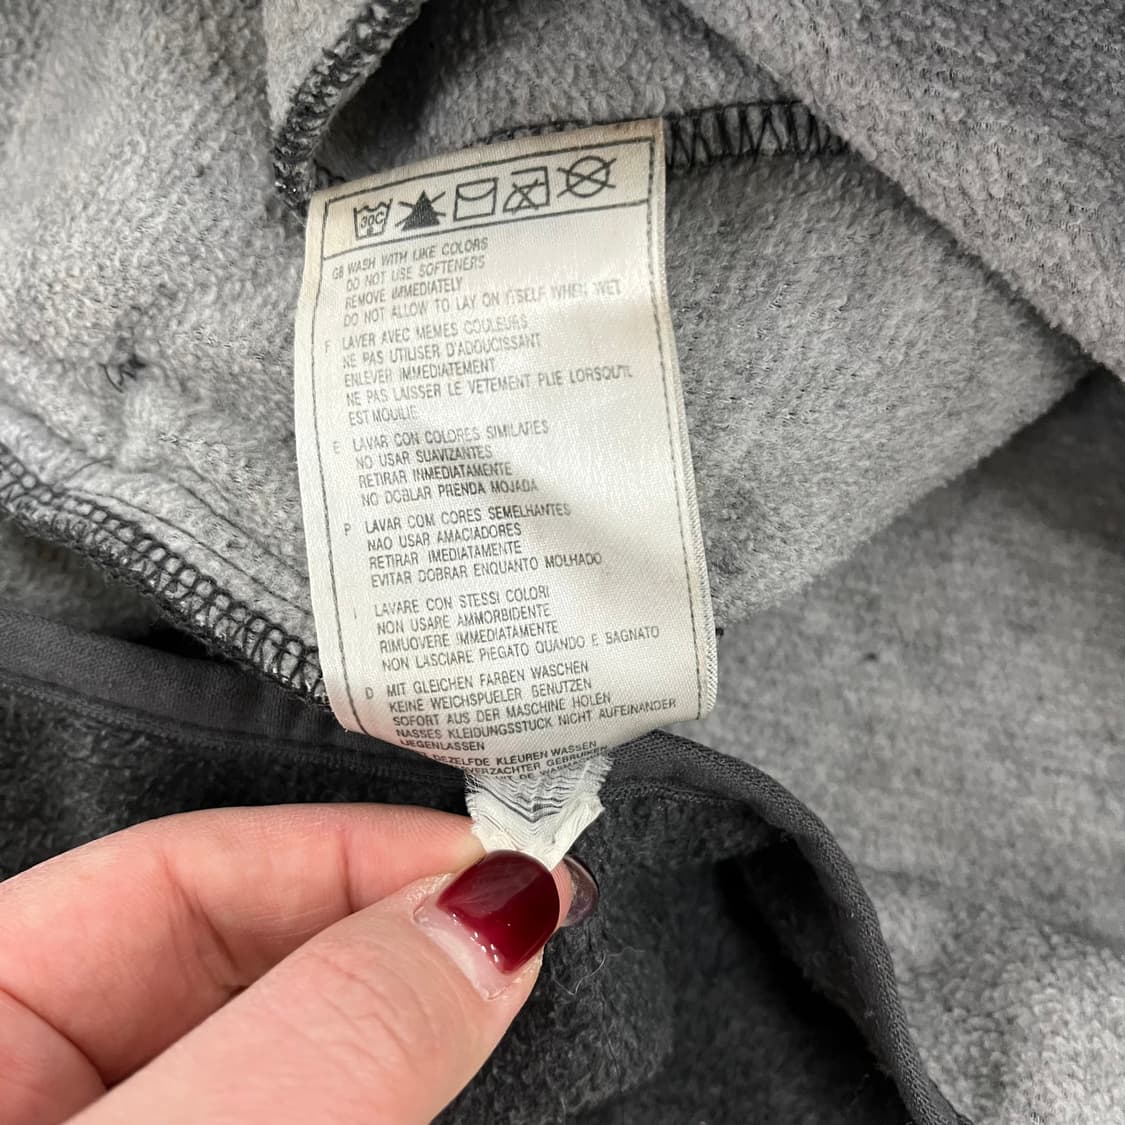 30C
GB WASH WITH LIKE COLORS
DO NOT USE SOFTENERS
REMOVE IMMEDIATELY
DO NOT ALLOW TO LAY ON ITSELF WHEN WET
F LAVER AVEC MEMES COULEURS
NE PAS UTILISER D'ADOUCISSANT
ENLEVER IMMEDIATEMENT
NE PAS LAISSER LE VETEMENT PLIE LORSQU'IL
EST MOUILLE
E LAVAR CON COLORES SIMILARES
NO USAR SUAVIZANTES
RETIRAR INMEDIATAMENTE
NO DOBLAR PRENDA MOJADA
P LAVAR COM CORES SEMELHANTES
NAO USAR AMACIADORES
RETIRAR IMEDIATAMENTE
EVITAR DOBRAR ENQUANTO MOLHADO
I LAVARE CON STESSI COLORI
NON USARE AMMORBIDENTE
RIMUOVERE IMMEDIATAMENTE
NON LASCIARE PIEGATO QUANDO E BAGNATO
D MIT GLEICHEN FARBEN WASCHEN
KEINE WEICHSPUELER BENUTZEN
SOFORT AUS DER MASCHINE HOLEN
NASSES KLEIDUNGSSTUCK NICHT AUFEINANDER
LIEGENLASSEN
DEZELFDE KLEUREN WASSEN
VERZACHTER GEBRUIKEN
UIT DE